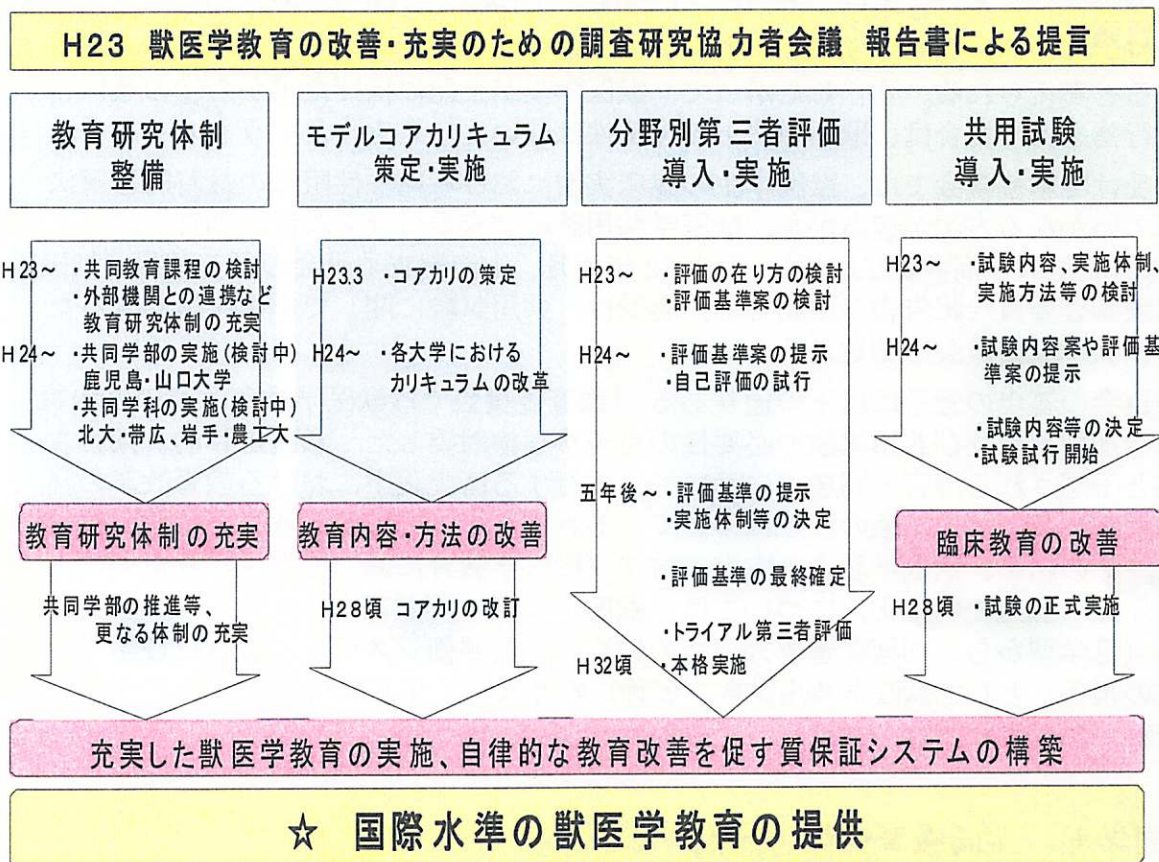 H23 獣医学教育の改善・充実のための調査研究協力者会議 報告書による提言
教育研究体制
整備
H23～ ・共同教育課程の検討
・外部機関との連携など
教育研究体制の充実
H24～ ・共同学部の実施(検討中)
鹿児島・山口大学
・共同学科の実施(検討中)
北大・帯広、岩手・農工大
教育研究体制の充実
共同学部の推進等、
更なる体制の充実
モデルコアカリキュラム
策定・実施
H23.3 ・コアカリの策定
H24～ ・各大学における
カリキュラムの改革
教育内容・方法の改善
H28頃 コアカリの改訂
分野別第三者評価
導入・実施
H23～ ・評価の在り方の検討
・評価基準案の検討
H24～ ・評価基準案の提示
・自己評価の試行
五年後～ ・評価基準の提示
・実施体制等の決定
・評価基準の最終確定
・トライアル第三者評価
H32頃 ・本格実施
共用試験
導入・実施
H23～ ・試験内容、実施体制、
実施方法等の検討
H24～ ・試験内容案や評価基
準案の提示
・試験内容等の決定
・試験試行開始
臨床教育の改善
H28頃 ・試験の正式実施
充実した獣医学教育の実施、自律的な教育改善を促す質保証システムの構築
☆ 国際水準の獣医学教育の提供